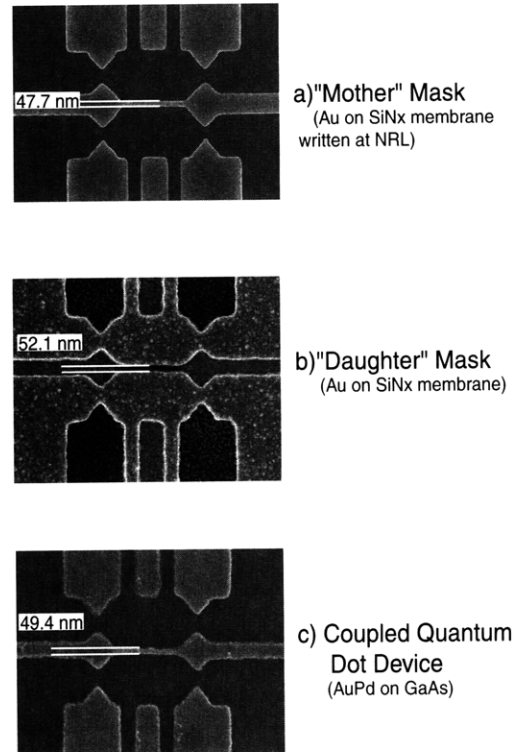 47.7 nm
a)"Mother" Mask
(Au on SiNx membrane
written at NRL)
52.1 nm
b)"Daughter" Mask
(Au on SiNx membrane)
49.4 nm
c) Coupled Quantum
Dot Device
(AuPd on GaAs)